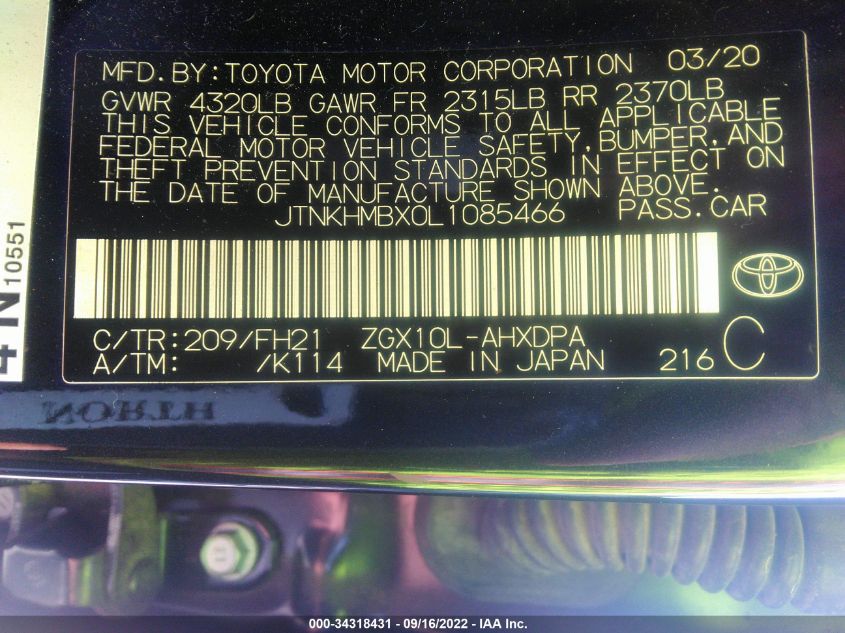 MFD.BY:TOYOTA MOTOR CORPORATION 03/20
GVWR 4320LB GAWR FR 2315LB RR 2370LB
THIS VEHICLE CONFORMS TO ALL APPLICABLE
FEDERAL MOTOR VEHICLE SAFETY,BUMPER,AND
THEFT PREVENTION STANDARDS IN EFFECT ON
THE DATE OF MANUFACTURE SHOWN ABOVE.
JTNKHMBX0L1085466 PASS.CAR
C/TR:209/FH21 ZGX10L-AHXDPA
A/TM: /K114 MADE IN JAPAN 216 C
4N
10551
NORTH
000-34318431 - 09/16/2022 - IAA Inc.